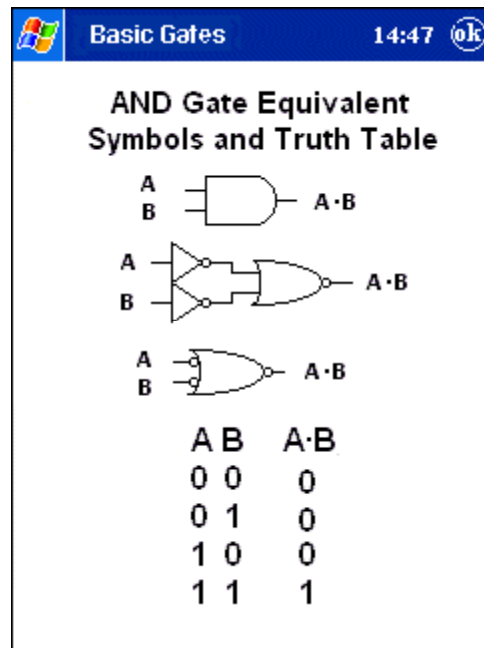 Basic Gates 14:47 ok
AND Gate Equivalent
Symbols and Truth Table
A
B
A·B
A
B
A·B
A
B
A·B
A B A·B
0 0 0
0 1 0
1 0 0
1 1 1